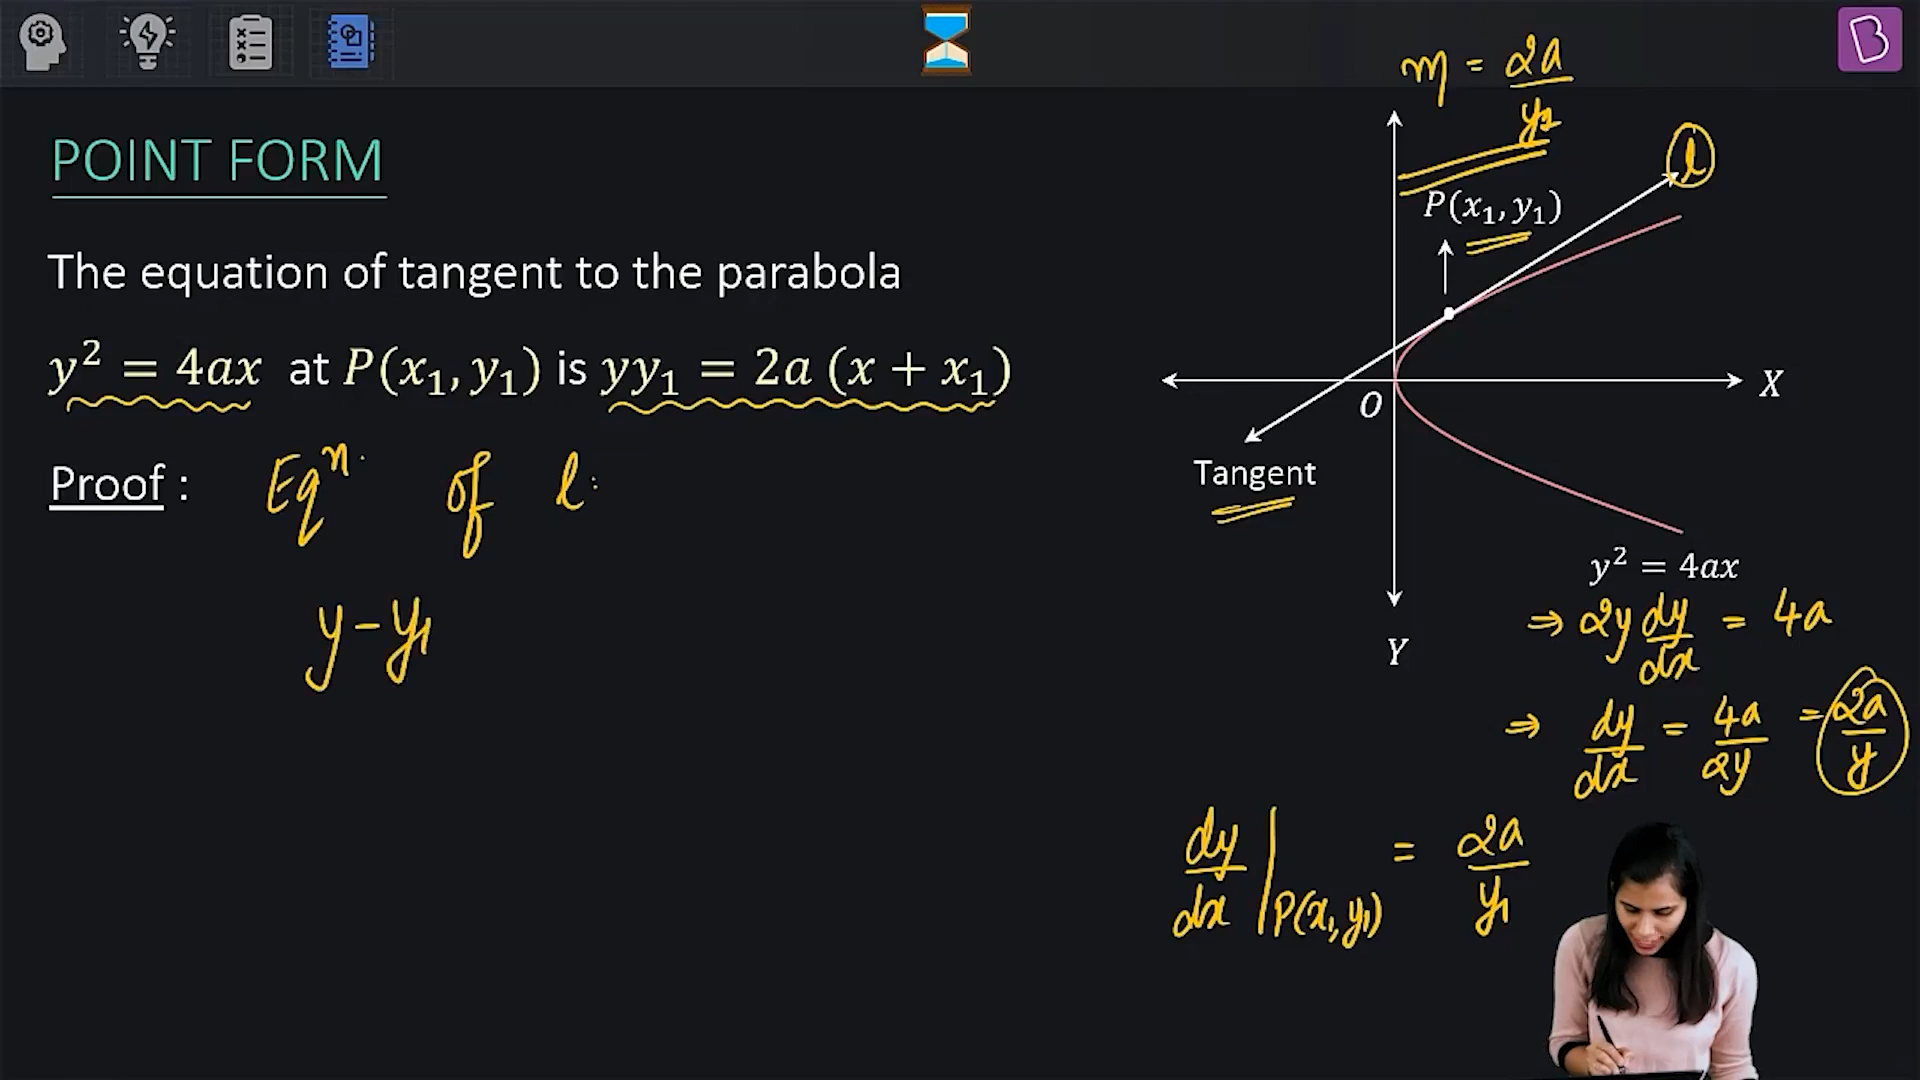 POINT FORM
The equation of tangent to the parabola
y² = 4ax at P(x₁, y₁) is yy₁ = 2a (x + x₁)
Proof : Eqⁿ. of l:
y - y₁
m = 2a/y₁
l
P(x₁, y₁)
X
O
Tangent
Y
y² = 4ax
⇒ 2y dy/dx = 4a
⇒ dy/dx = 4a/2y = 2a/y
dy/dx |P(x₁, y₁) = 2a/y₁
B